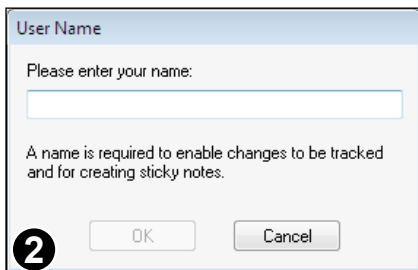 User Name
Please enter your name:
A name is required to enable changes to be tracked
and for creating sticky notes.
2
OK
Cancel